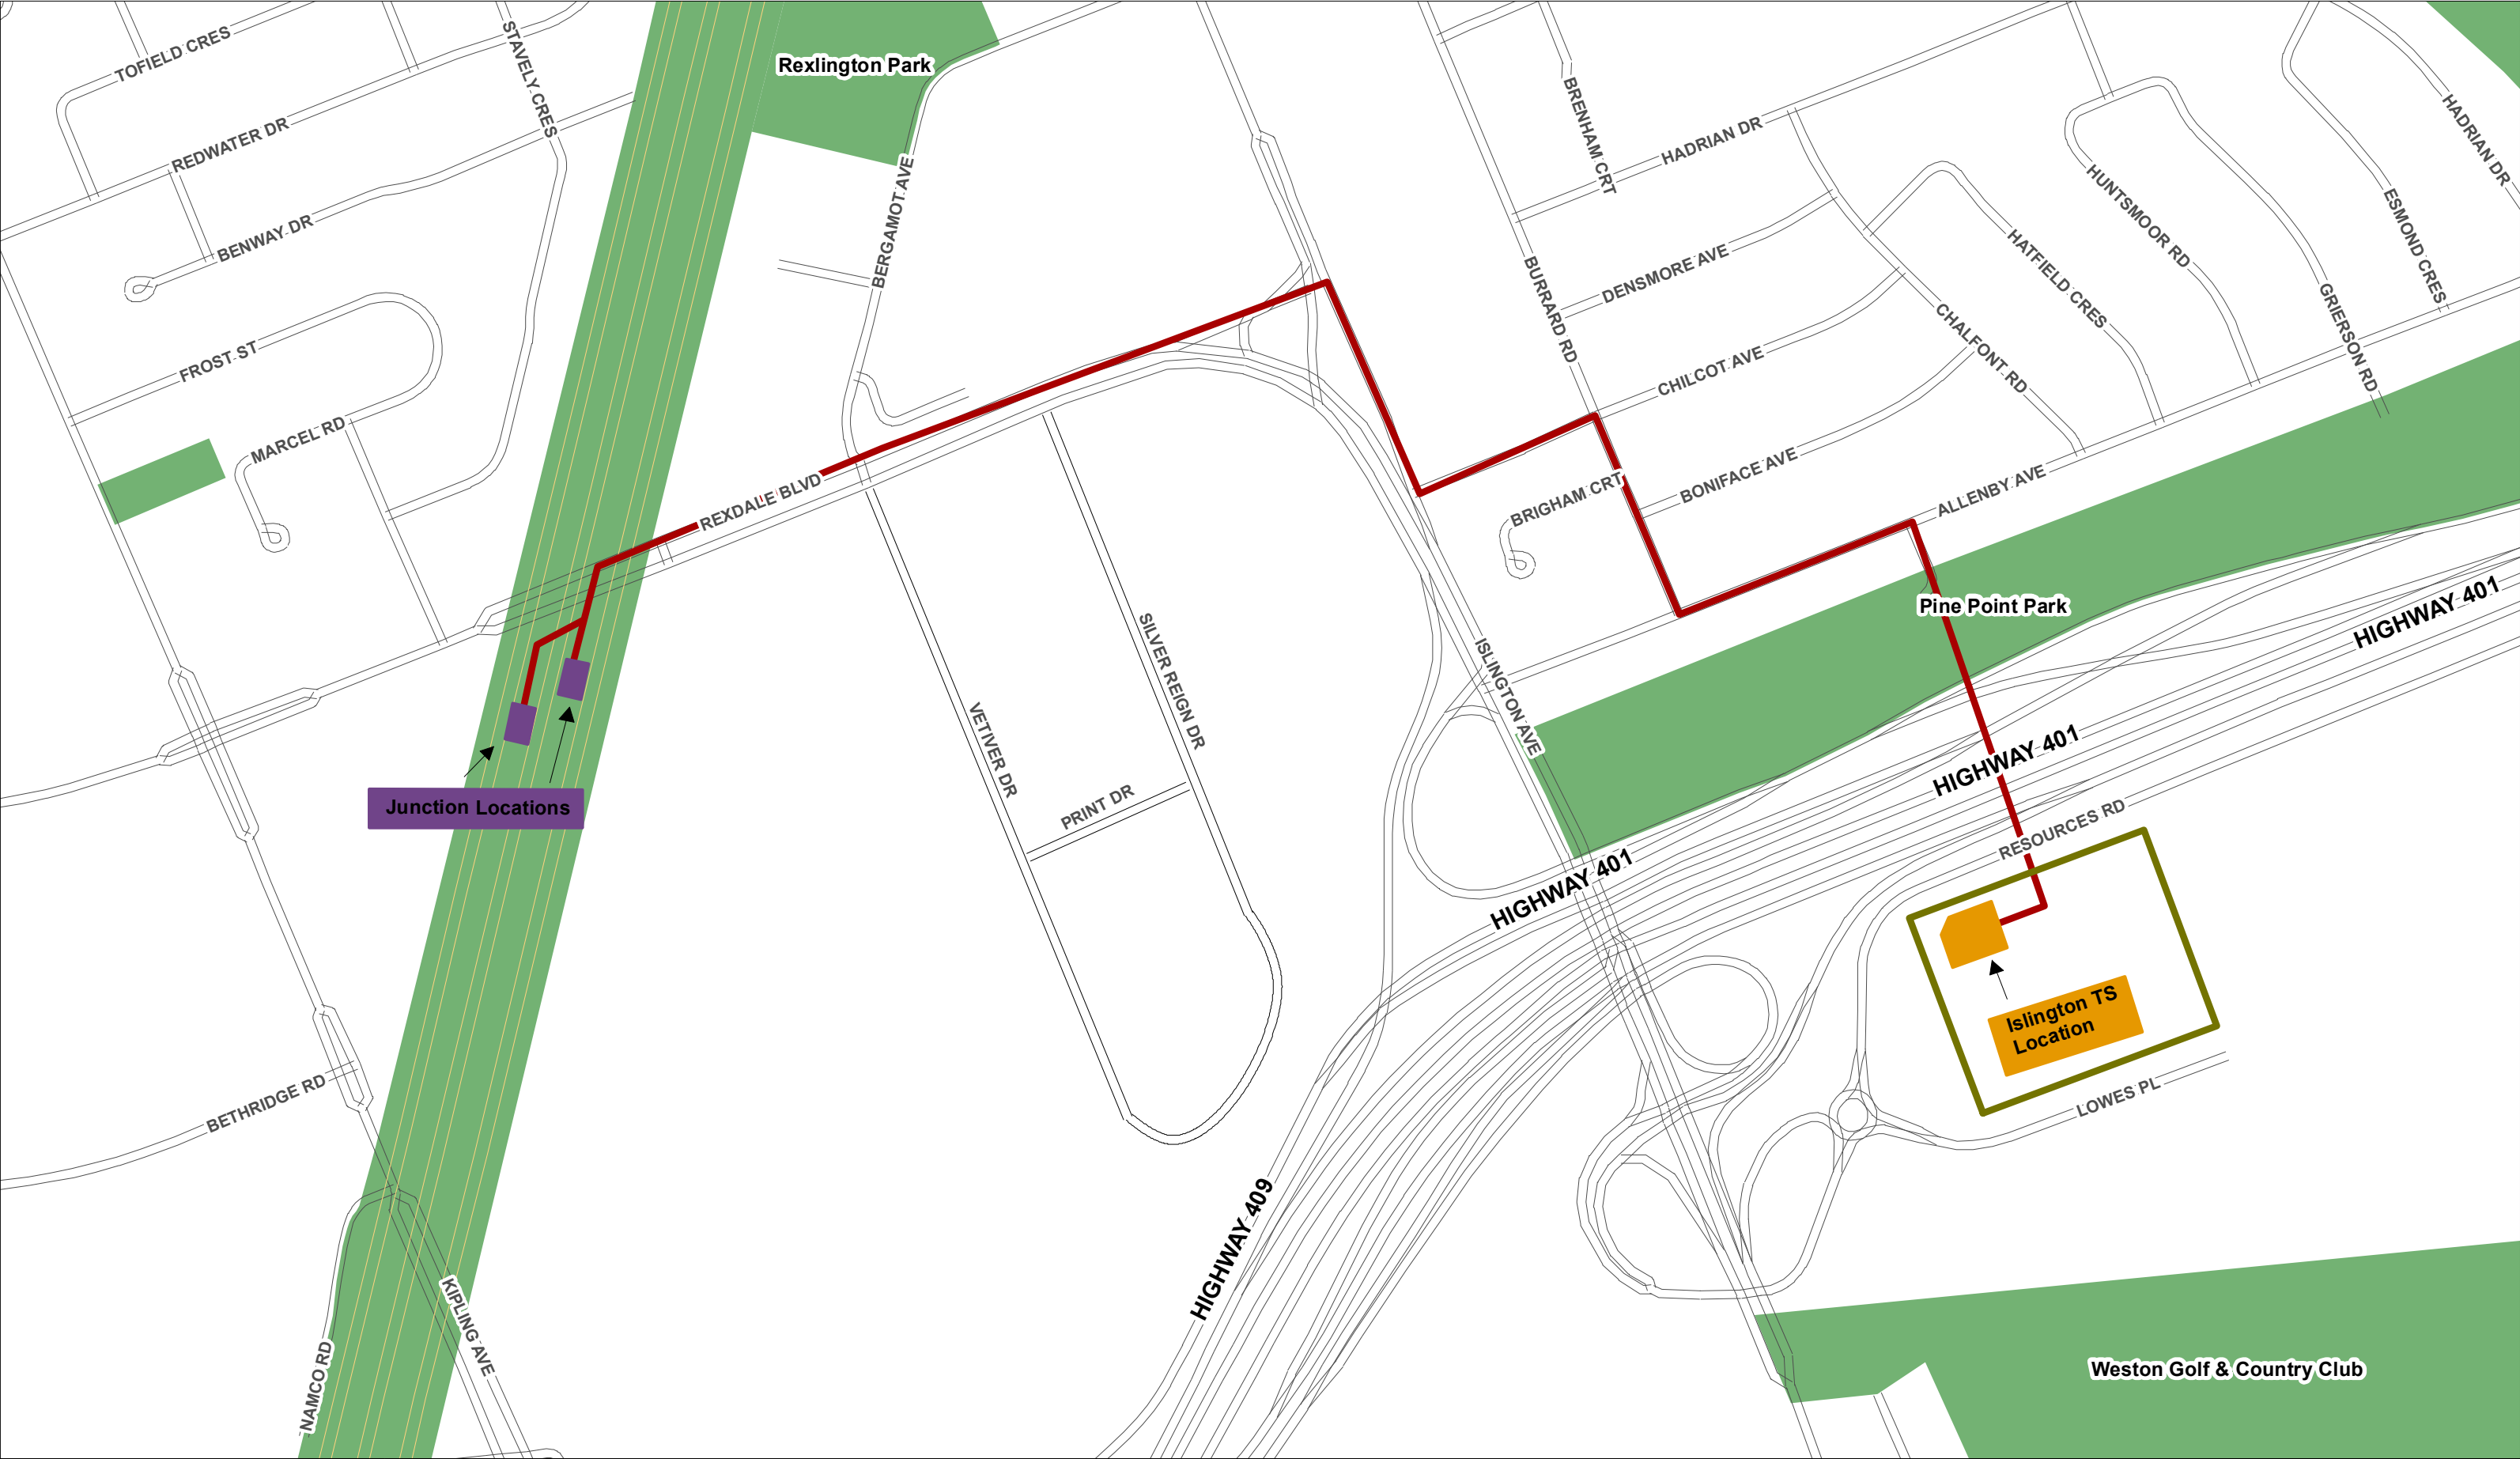 TOFIELD CRES
STAVELY CRES
Rexlington Park
BRENHAM CRT
HADRIAN DR
HADRIAN DR
REDWATER DR
BERGAMOT AVE
HUNTSMOOR RD
ESMOND CRES
BENWAY DR
DENSMORE AVE
HATFIELD CRES
BURRARD RD
GRIERSON RD
CHALFONT RD
FROST ST
CHILCOT AVE
MARCEL RD
BONIFACE AVE
BRIGHAM CRT
ALLENBY AVE
REXDALE BLVD
Pine Point Park
HIGHWAY 401
SILVER REIGN DR
ISLINGTON AVE
VETIVER DR
HIGHWAY 401
Junction Locations
PRINT DR
RESOURCES RD
HIGHWAY 401
Islington TS
Location
BETHRIDGE RD
LOWES PL
HIGHWAY 409
KIPLING AVE
NAMCO RD
Weston Golf & Country Club